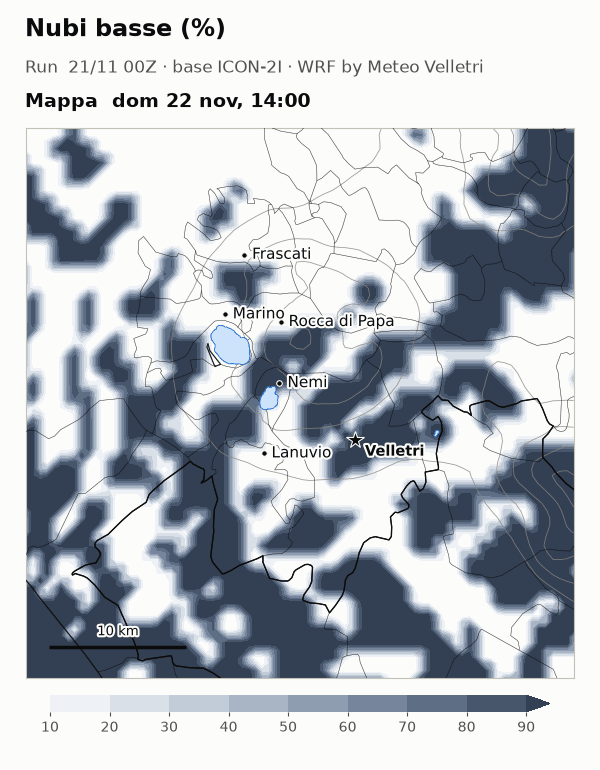 Nubi basse (%)
Run 21/11 00Z · base ICON-2I · WRF by Meteo Velletri
Mappa dom 22 nov, 14:00
Frascati
Marino
Rocca di Papa
Nemi
Velletri
Lanuvio
10 km
10 20 30 40 50 60 70 80 90